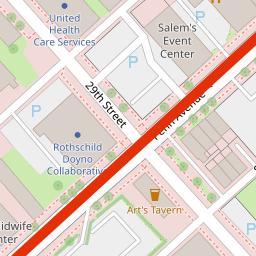 United
Health
Care Services
Salem's
Event
Center
P
P
29th Street
Penn Avenue
P
Rothschild
Doyno
Collaborative
Art's Tavern